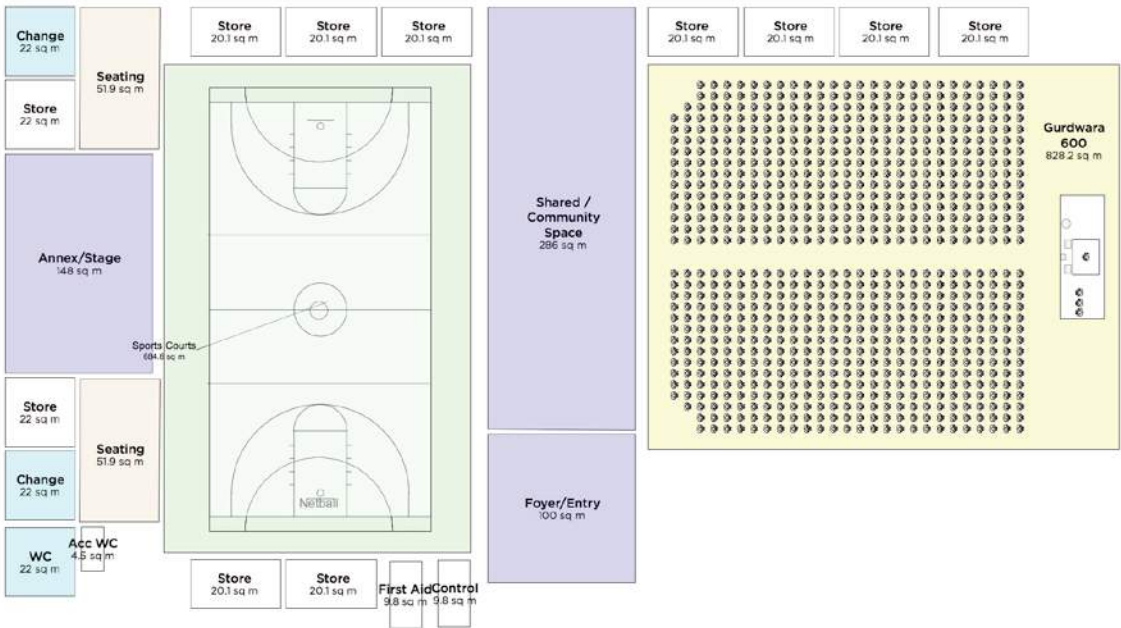 Change
22 sq m
Seating
51.9 sq m
Store
22 sq m
Store
20.1 sq m
Store
20.1 sq m
Store
20.1 sq m
Shared /
Community
Space
286 sq m
Store
20.1 sq m
Store
20.1 sq m
Store
20.1 sq m
Store
20.1 sq m
Gurdwara
600
828.2 sq m
Annex/Stage
148 sq m
Sports Courts
684.8 sq m
Store
22 sq m
Seating
51.9 sq m
Change
22 sq m
Netball
Foyer/Entry
100 sq m
WC
22 sq m
Acc WC
4.5 sq m
Store
20.1 sq m
Store
20.1 sq m
First Aid
9.8 sq m
Control
9.8 sq m